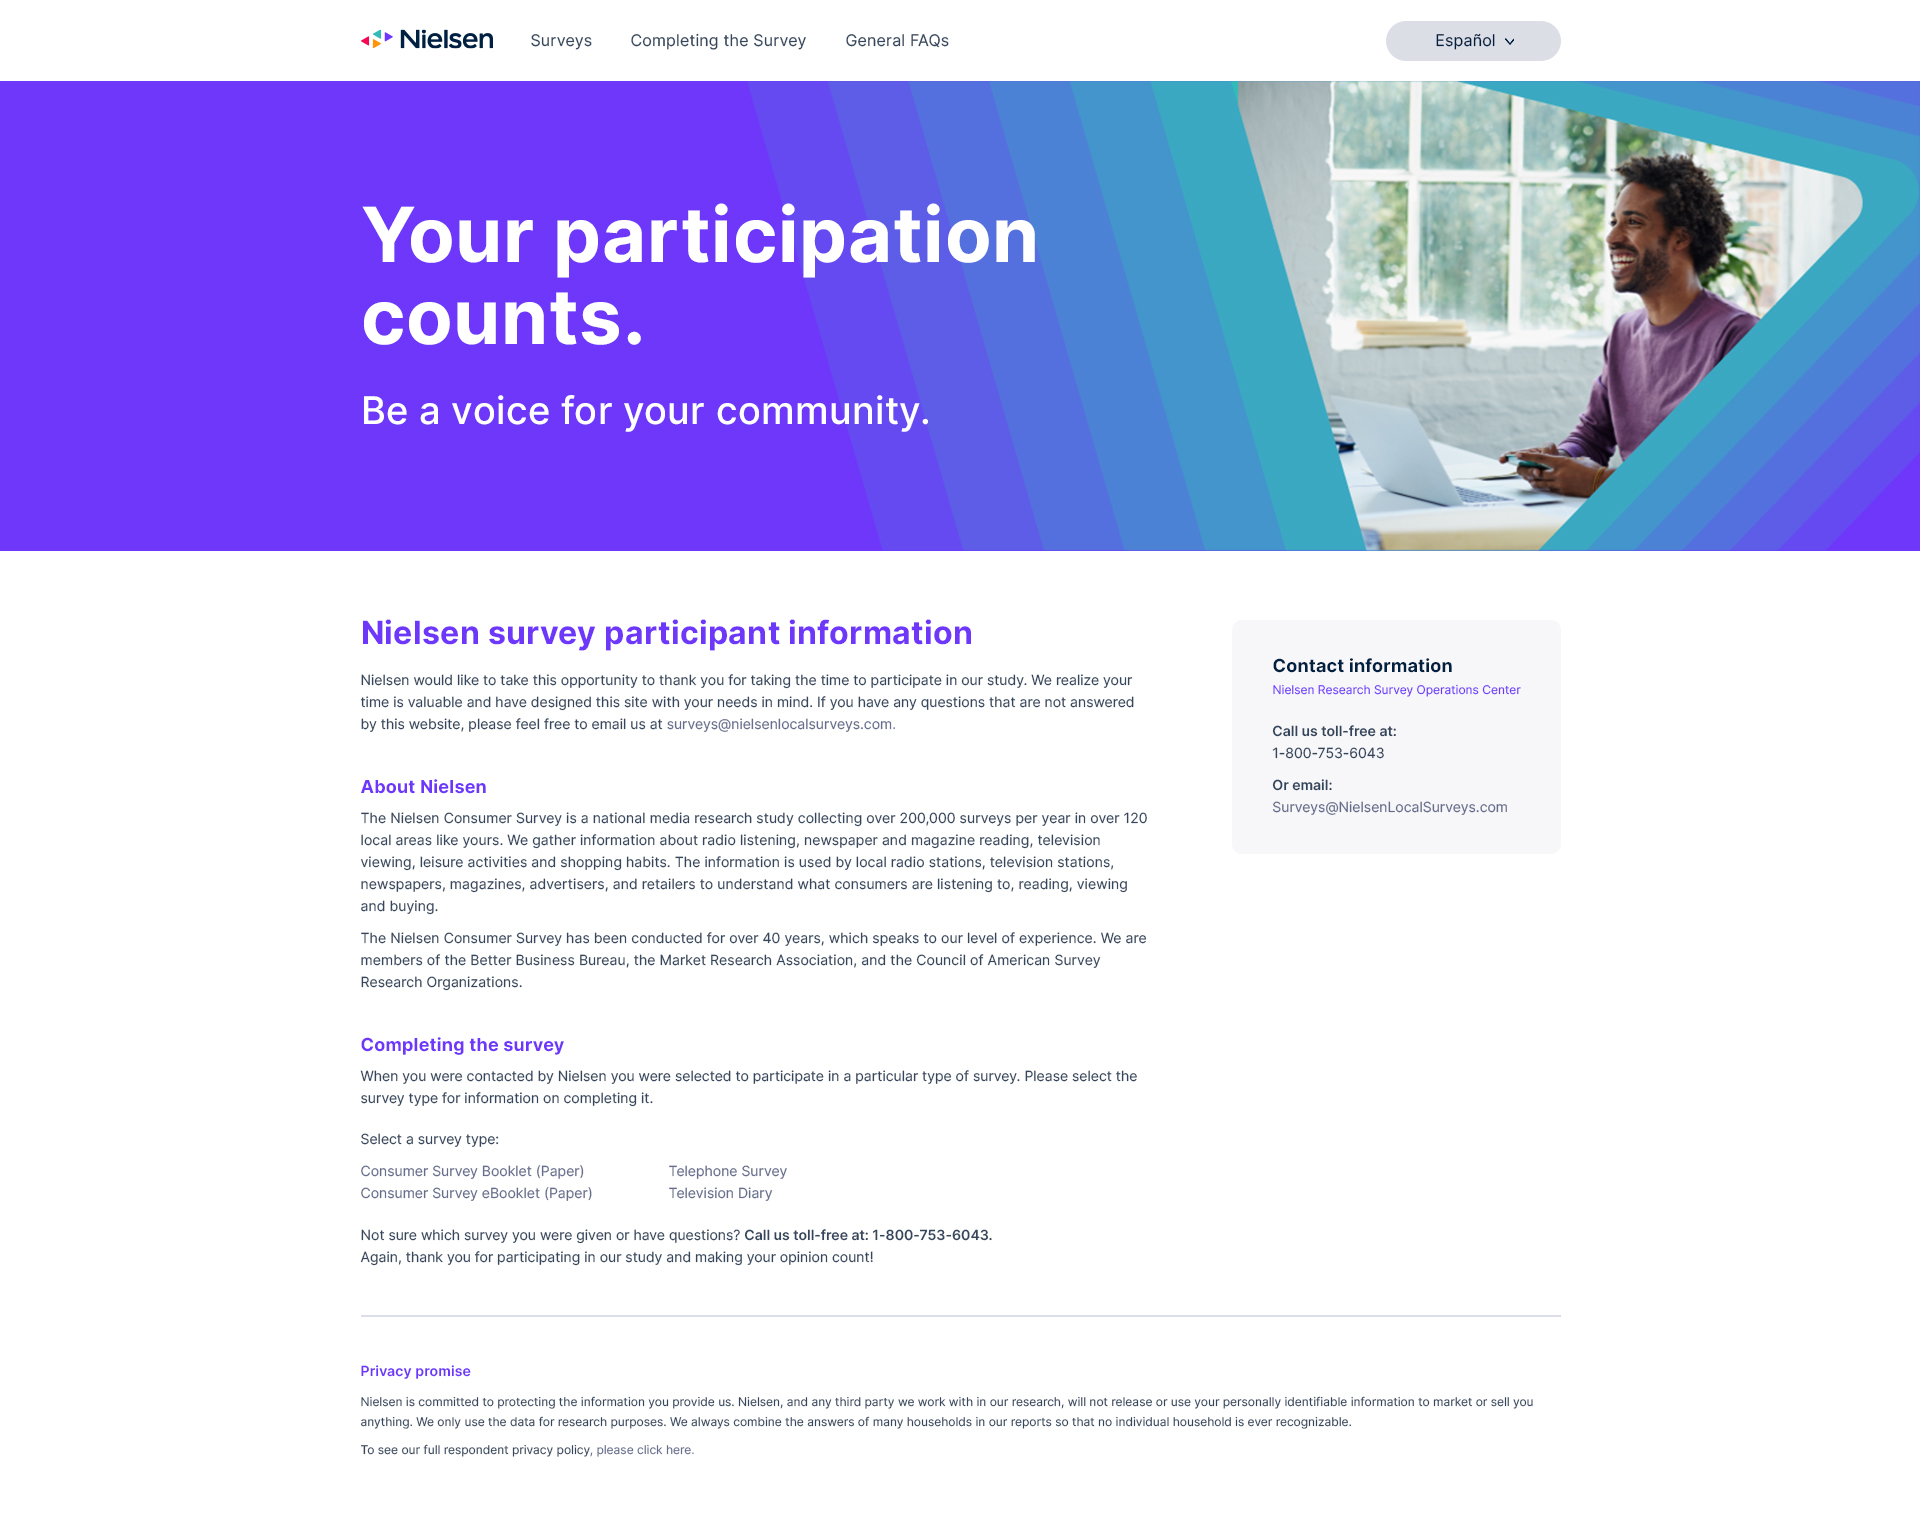 Nielsen
Surveys
Completing the Survey
General FAQs
Español
Your participation
counts.
Be a voice for your community.
Nielsen survey participant information
Nielsen would like to take this opportunity to thank you for taking the time to participate in our study. We realize your
time is valuable and have designed this site with your needs in mind. If you have any questions that are not answered
by this website, please feel free to email us at surveys@nielsenlocalsurveys.com.
About Nielsen
The Nielsen Consumer Survey is a national media research study collecting over 200,000 surveys per year in over 120
local areas like yours. We gather information about radio listening, newspaper and magazine reading, television
viewing, leisure activities and shopping habits. The information is used by local radio stations, television stations,
newspapers, magazines, advertisers, and retailers to understand what consumers are listening to, reading, viewing
and buying.
The Nielsen Consumer Survey has been conducted for over 40 years, which speaks to our level of experience. We are
members of the Better Business Bureau, the Market Research Association, and the Council of American Survey
Research Organizations.
Completing the survey
When you were contacted by Nielsen you were selected to participate in a particular type of survey. Please select the
survey type for information on completing it.
Select a survey type:
Consumer Survey Booklet (Paper)
Consumer Survey eBooklet (Paper)
Telephone Survey
Television Diary
Not sure which survey you were given or have questions? Call us toll-free at: 1-800-753-6043.
Again, thank you for participating in our study and making your opinion count!
Contact information
Nielsen Research Survey Operations Center
Call us toll-free at:
1-800-753-6043
Or email:
Surveys@NielsenLocalSurveys.com
Privacy promise
Nielsen is committed to protecting the information you provide us. Nielsen, and any third party we work with in our research, will not release or use your personally identifiable information to market or sell you
anything. We only use the data for research purposes. We always combine the answers of many households in our reports so that no individual household is ever recognizable.
To see our full respondent privacy policy, please click here.